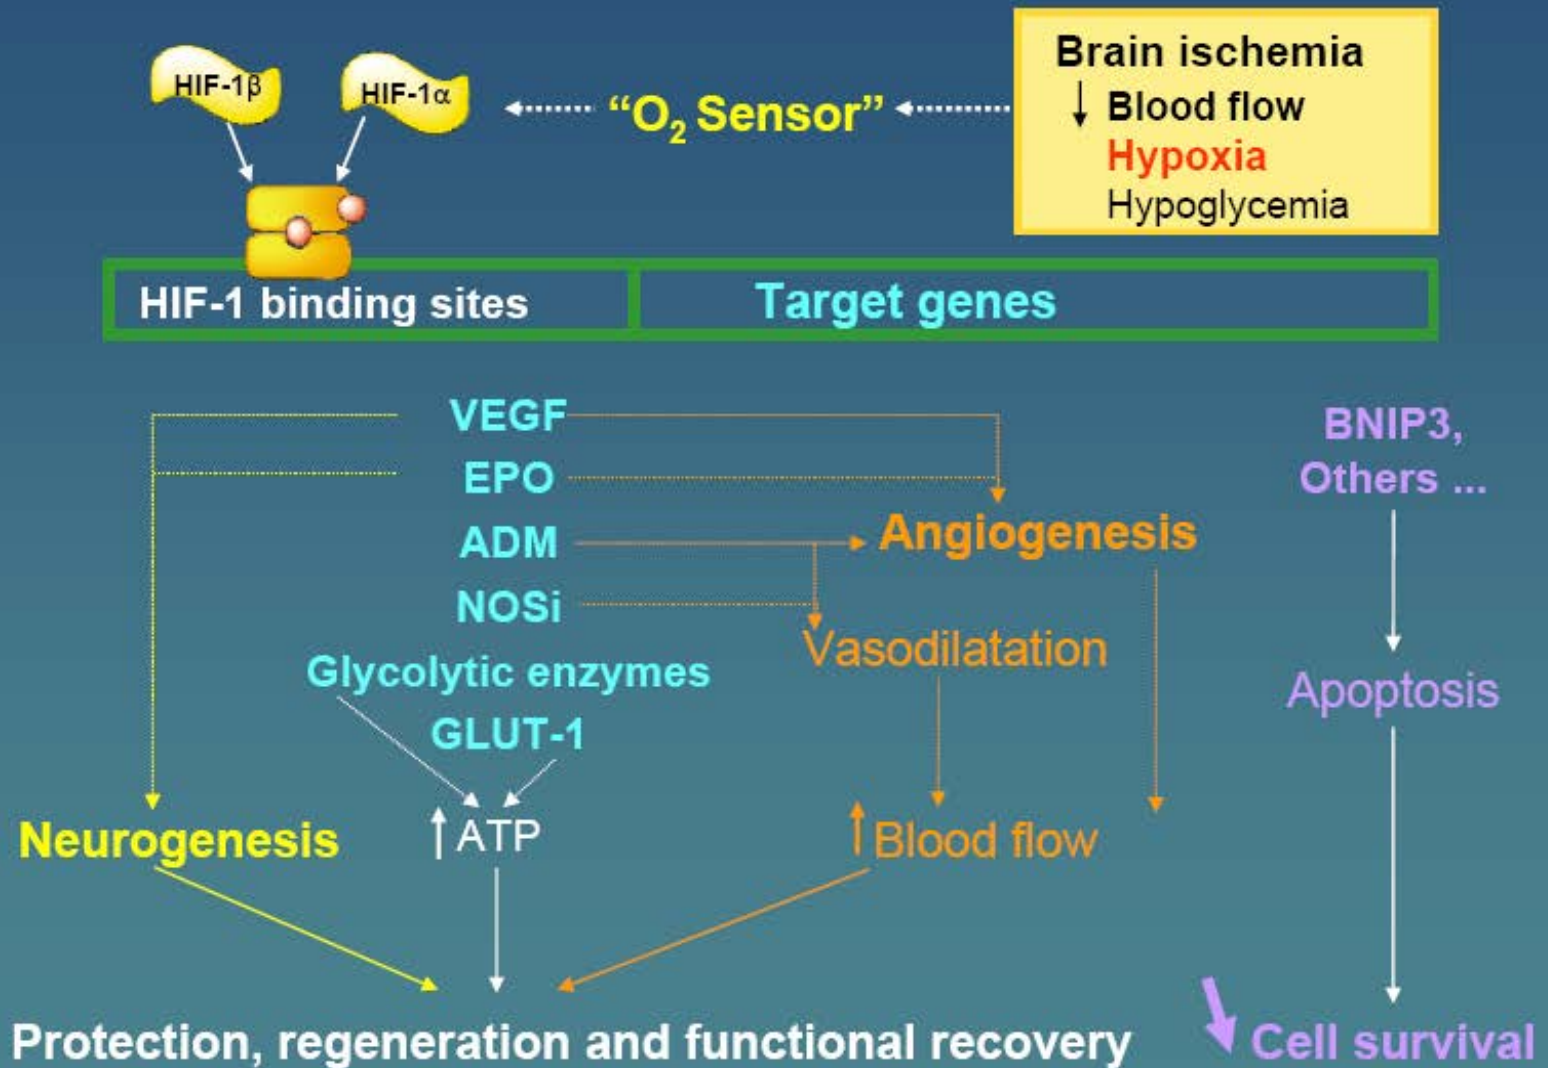 HIF-1β
HIF-1α
“O₂ Sensor”
Brain ischemia
↓ Blood flow
Hypoxia
Hypoglycemia
HIF-1 binding sites
Target genes
VEGF
EPO
ADM
NOSi
Glycolytic enzymes
GLUT-1
Angiogenesis
Vasodilatation
BNIP3,
Others ...
Apoptosis
Neurogenesis
↑ ATP
↑ Blood flow
Protection, regeneration and functional recovery
↘ Cell survival